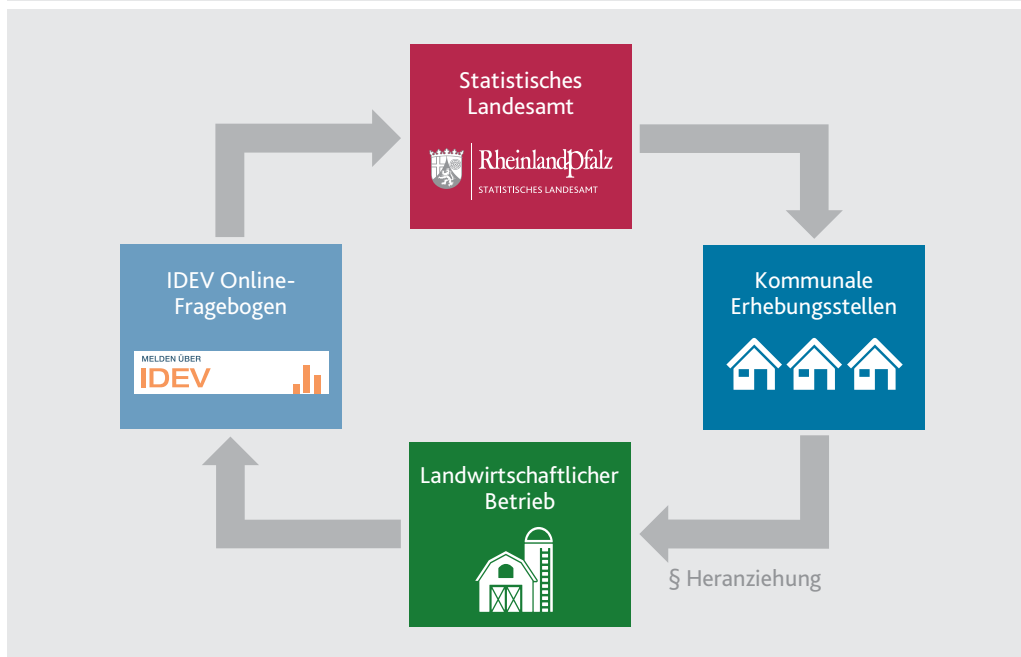 Statistisches
Landesamt
RheinlandPfalz
STATISTISCHES LANDESAMT
IDEV Online-
Fragebogen
MELDEN ÜBER
IDEV
Kommunale
Erhebungsstellen
Landwirtschaftlicher
Betrieb
§ Heranziehung